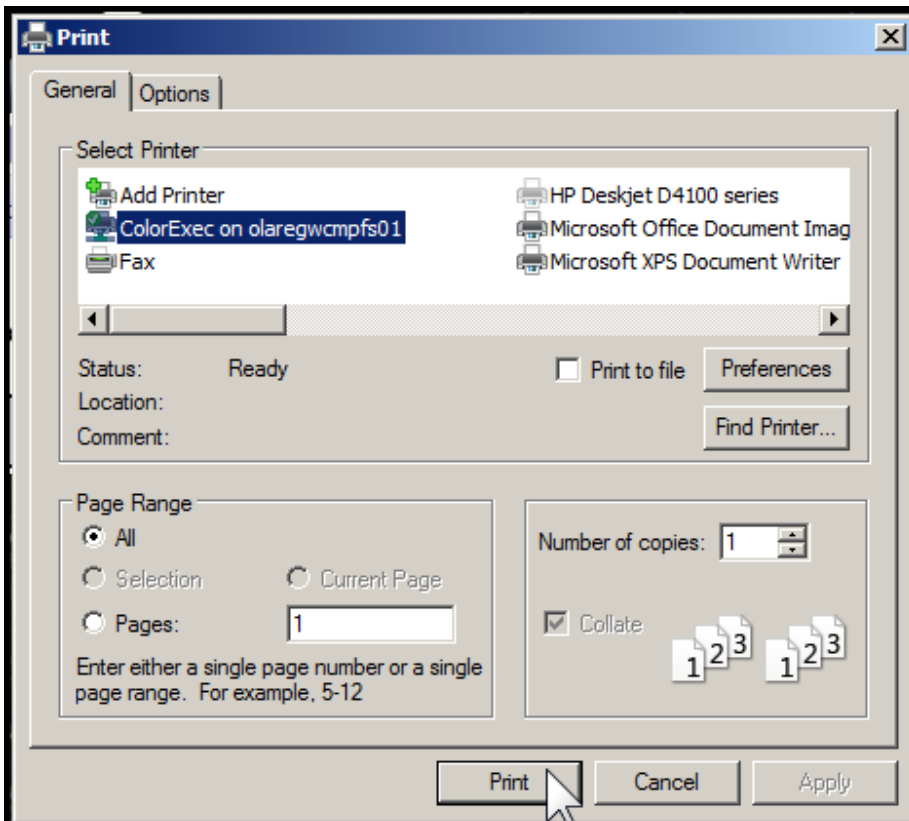 Print
General Options
Select Printer
Add Printer
HP Deskjet D4100 series
ColorExec on olaregwcmpfs01
Microsoft Office Document Imag
Fax
Microsoft XPS Document Writer
Status: Ready
Print to file
Preferences
Location:
Comment:
Find Printer...
Page Range
All
Selection
Current Page
Pages: 1
Enter either a single page number or a single
page range. For example, 5-12
Number of copies: 1
Collate
1 2 3 1 2 3
Print Cancel Apply